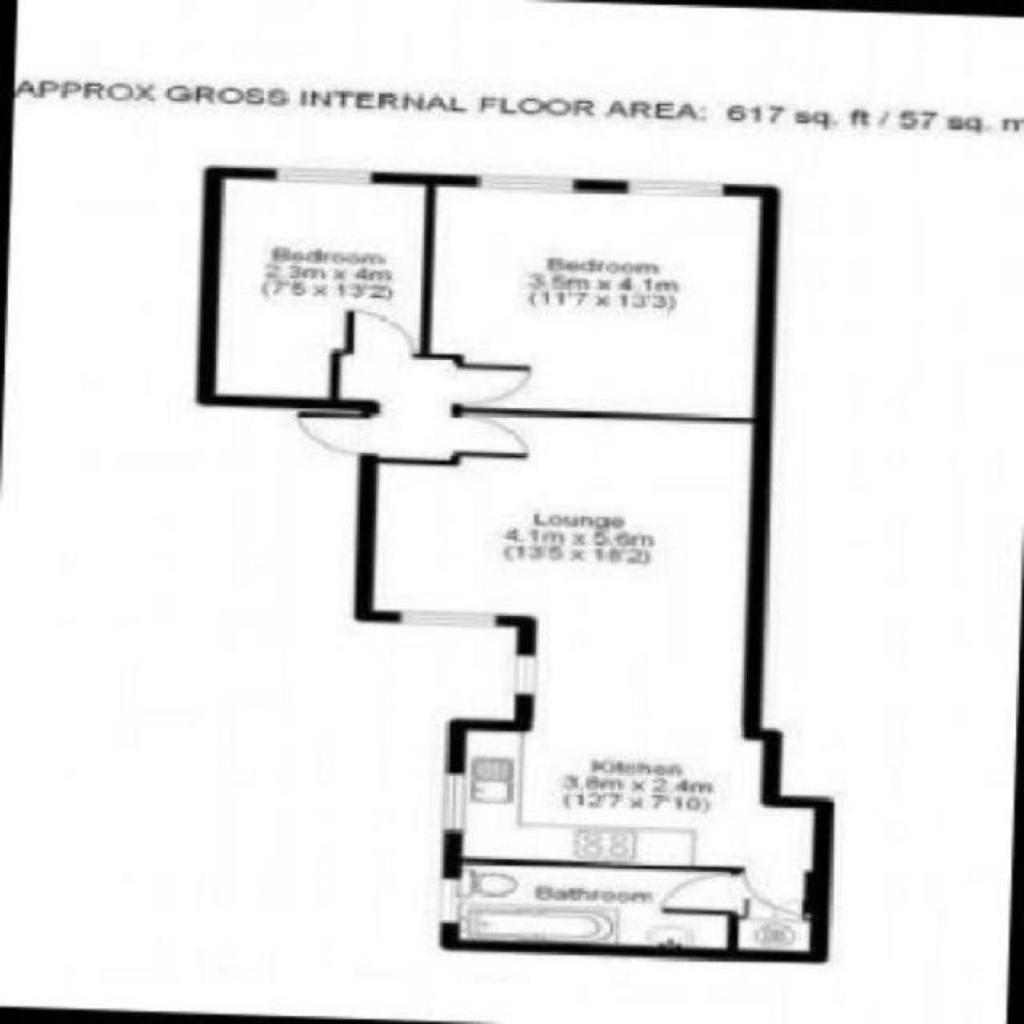 APPROX GROSS INTERNAL FLOOR AREA: 617 sq. ft / 57 sq. m
Bedroom
2.3m x 4m
(7'6 x 13'2)
Bedroom
3.5m x 4.1m
(11'7 x 13'3)
Lounge
4.1m x 5.6m
(13'5 x 18'2)
Kitchen
3.8m x 2.4m
(12'7 x 7'10)
Bathroom